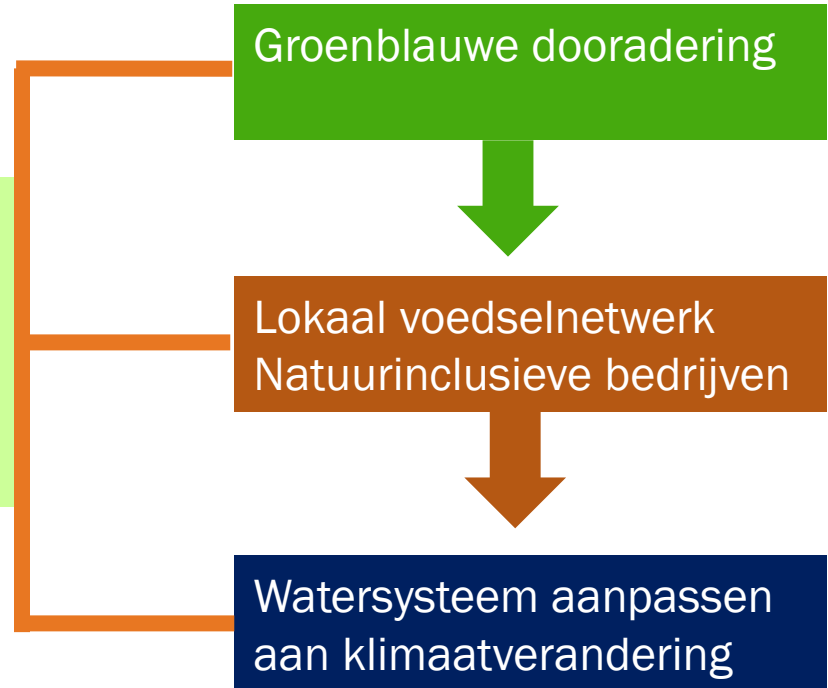 Groenblauwe dooradering
Lokaal voedselnetwerk
Natuurinclusieve bedrijven
Watersysteem aanpassen
aan klimaatverandering